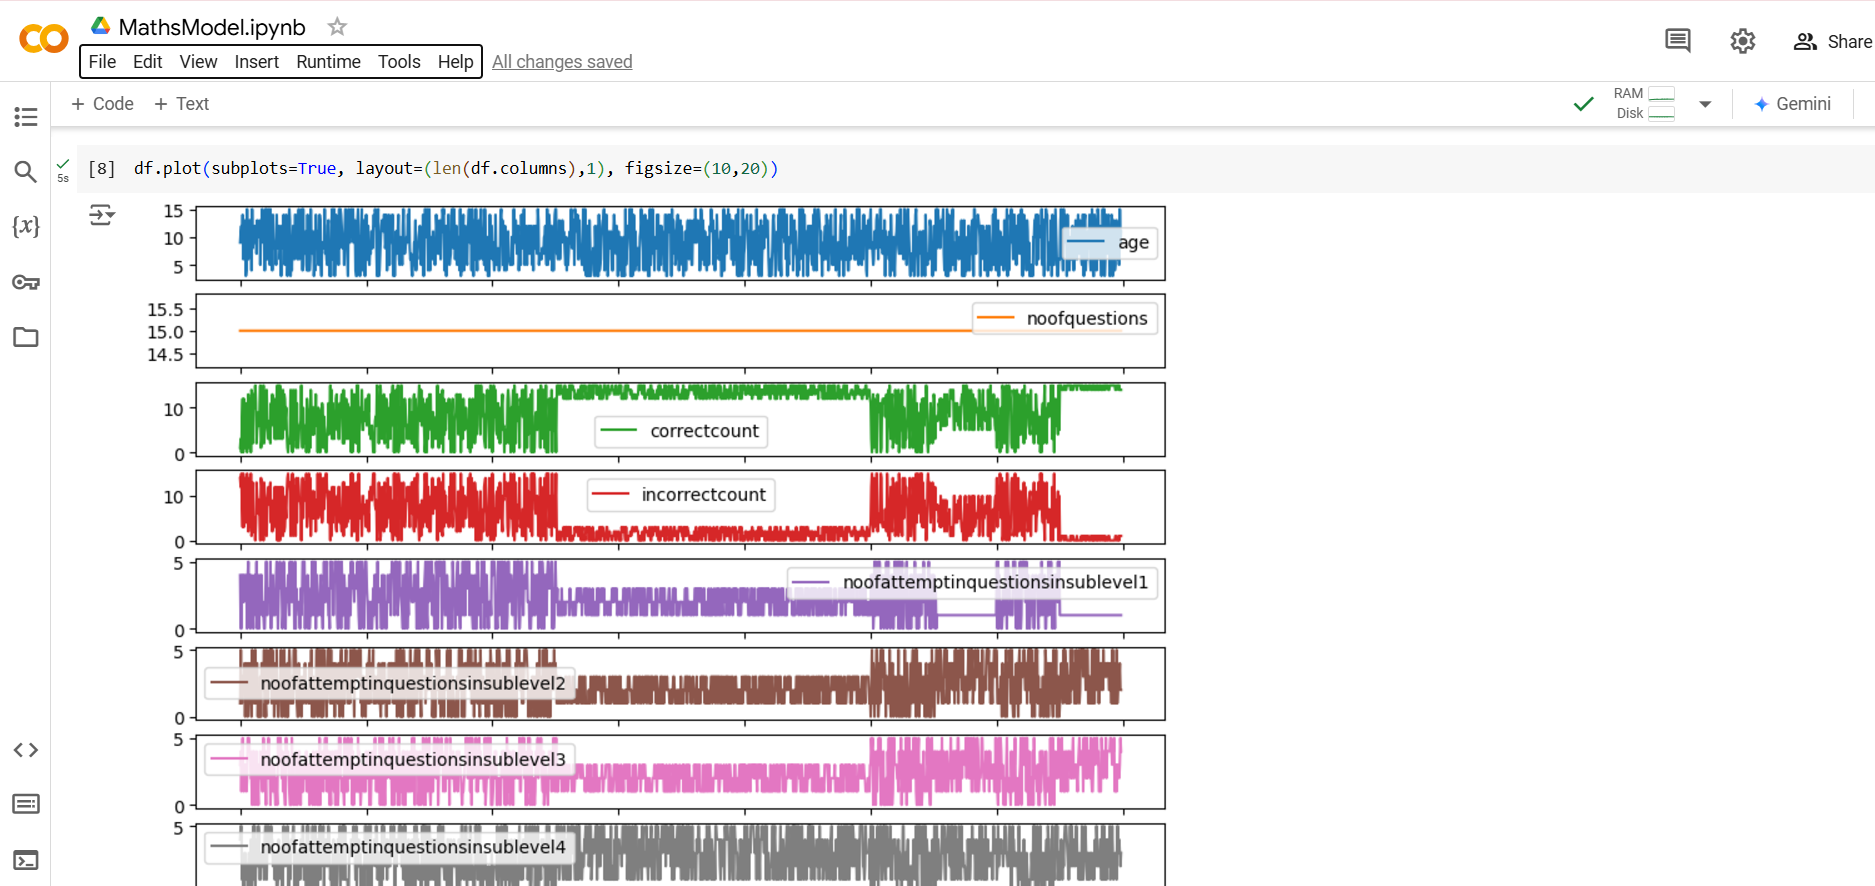 MathsModel.ipynb
File Edit View Insert Runtime Tools Help All changes saved
Share
+ Code + Text
RAM
Disk
Gemini
5s
[8] df.plot(subplots=True, layout=(len(df.columns),1), figsize=(10,20))
{x}
15
10
5
age
15.5
15.0
14.5
noofquestions
10
0
correctcount
10
0
incorrectcount
5
0
noofattemptinquestionsinsublevel1
5
0
noofattemptinquestionsinsublevel2
5
0
noofattemptinquestionsinsublevel3
5
noofattemptinquestionsinsublevel4